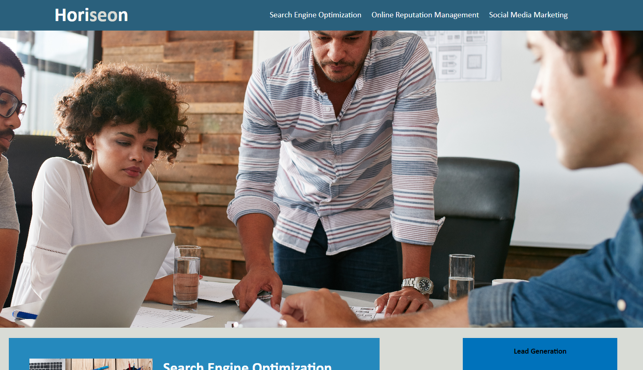 Horiseon
Search Engine Optimization Online Reputation Management Social Media Marketing
Search Engine Optimization
Lead Generation